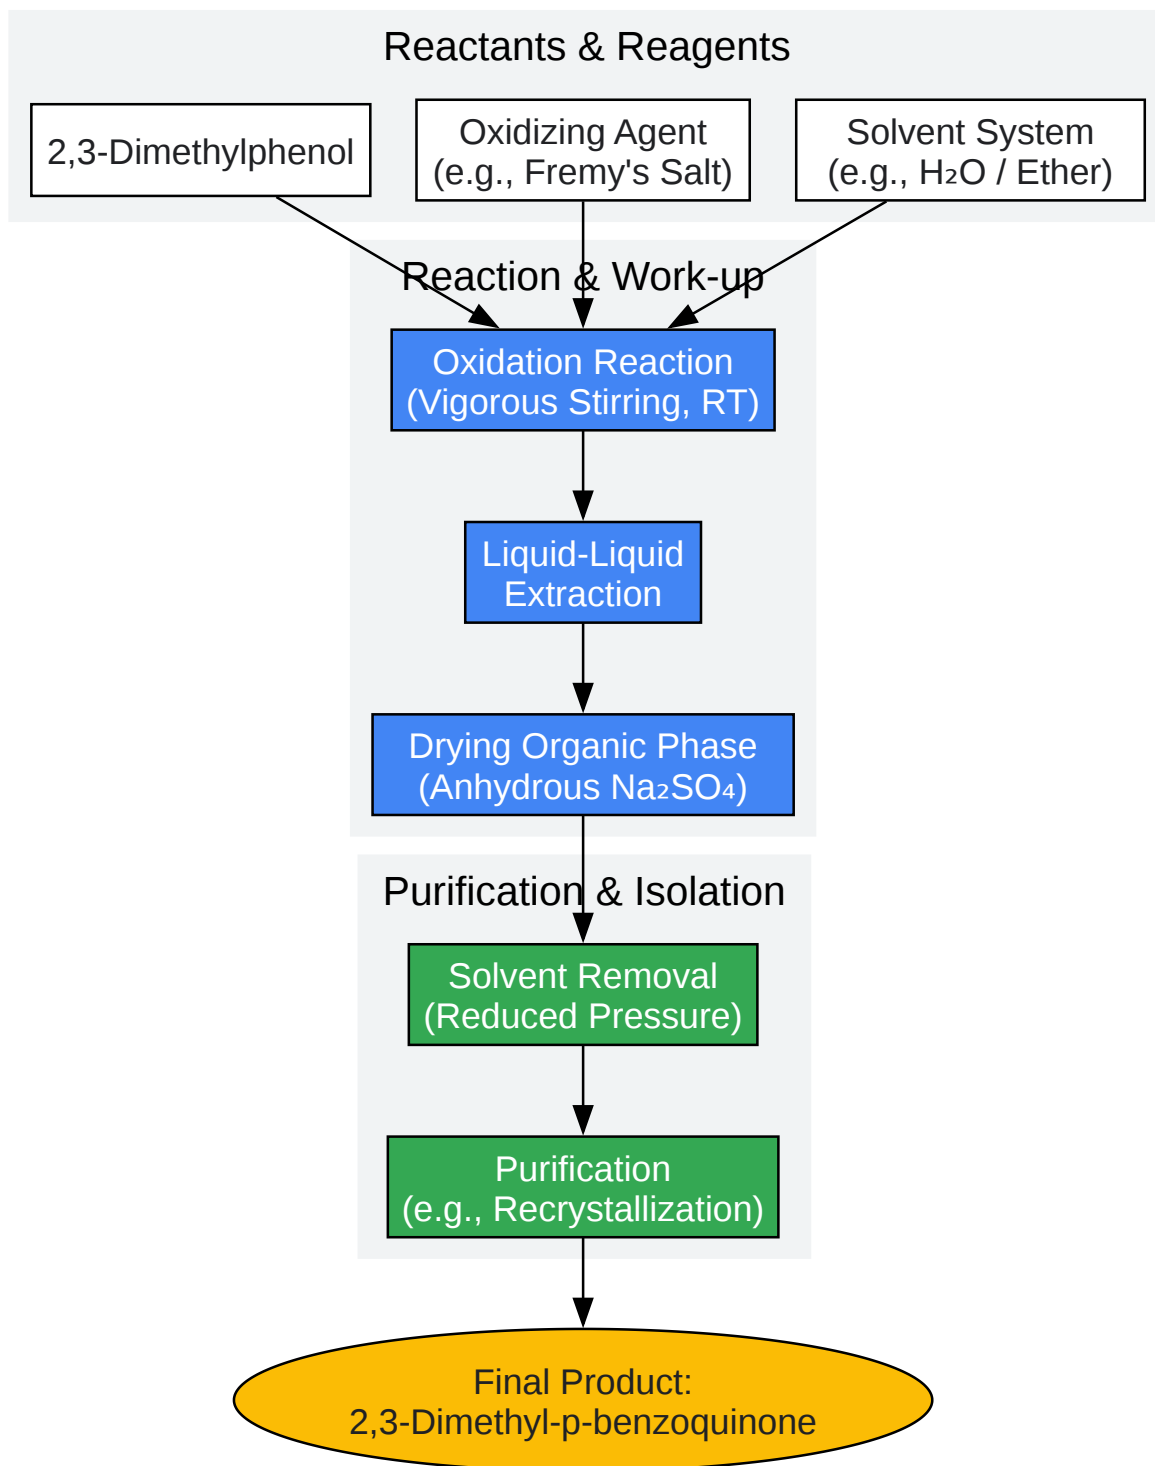 Reactants & Reagents
2,3-Dimethylphenol
Oxidizing Agent
(e.g., Fremy's Salt)
Solvent System
(e.g., H₂O / Ether)
Reaction & Work-up
Oxidation Reaction
(Vigorous Stirring, RT)
Liquid-Liquid
Extraction
Drying Organic Phase
(Anhydrous Na₂SO₄)
Purification & Isolation
Solvent Removal
(Reduced Pressure)
Purification
(e.g., Recrystallization)
Final Product:
2,3-Dimethyl-p-benzoquinone